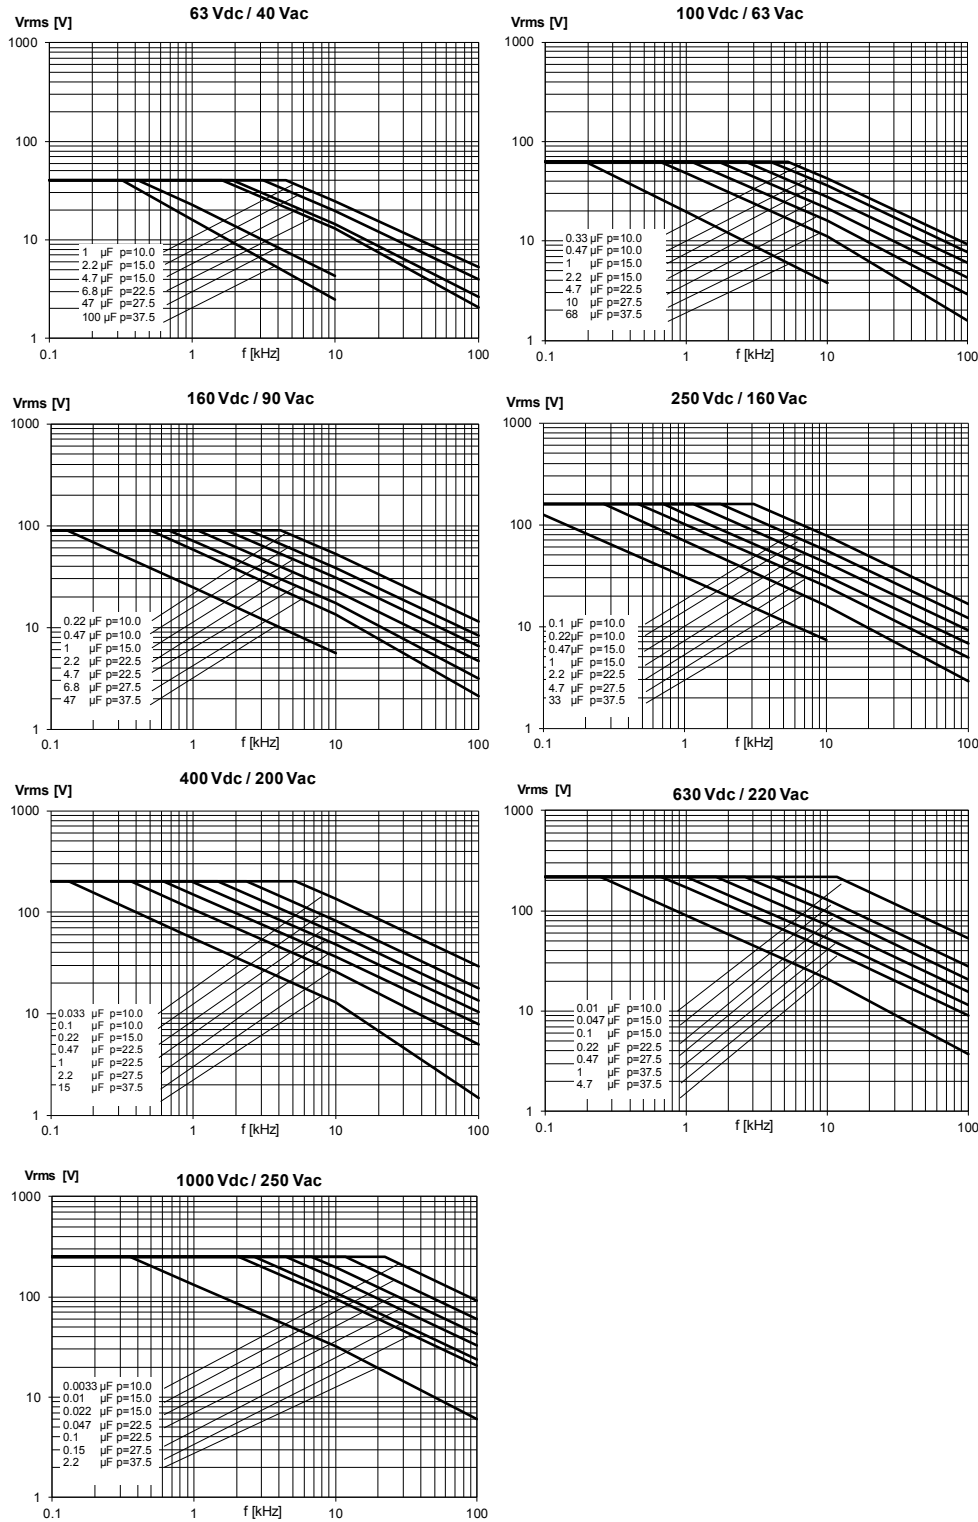 63 Vdc / 40 Vac
Vrms [V]
1000
100
10
1
1 µF p=10.0
2.2 µF p=15.0
4.7 µF p=15.0
6.8 µF p=22.5
47 µF p=27.5
100 µF p=37.5
0.1
1
f [kHz]
10
100
100 Vdc / 63 Vac
Vrms [V]
1000
100
10
1
0.33 µF p=10.0
0.47 µF p=10.0
1 µF p=15.0
2.2 µF p=15.0
4.7 µF p=22.5
10 µF p=27.5
68 µF p=37.5
0.1
1
f [kHz]
10
100
160 Vdc / 90 Vac
Vrms [V]
1000
100
10
1
0.22 µF p=10.0
0.47 µF p=10.0
1 µF p=15.0
2.2 µF p=22.5
4.7 µF p=22.5
6.8 µF p=27.5
47 µF p=37.5
0.1
1
f [kHz]
10
100
250 Vdc / 160 Vac
Vrms [V]
1000
100
10
1
0.1 µF p=10.0
0.22µF p=10.0
0.47µF p=15.0
1 µF p=15.0
2.2 µF p=22.5
4.7 µF p=27.5
33 µF p=37.5
0.1
1
f [kHz]
10
100
400 Vdc / 200 Vac
Vrms [V]
1000
100
10
1
0.033 µF p=10.0
0.1 µF p=10.0
0.22 µF p=15.0
0.47 µF p=22.5
1 µF p=22.5
2.2 µF p=27.5
15 µF p=37.5
0.1
1
f [kHz]
10
100
630 Vdc / 220 Vac
Vrms [V]
1000
100
10
1
0.01 µF p=10.0
0.047 µF p=15.0
0.1 µF p=15.0
0.22 µF p=22.5
0.47 µF p=27.5
1 µF p=37.5
4.7 µF p=37.5
0.1
1
f [kHz]
10
100
1000 Vdc / 250 Vac
Vrms [V]
1000
100
10
1
0.0033 µF p=10.0
0.01 µF p=15.0
0.022 µF p=15.0
0.047 µF p=22.5
0.1 µF p=22.5
0.15 µF p=27.5
2.2 µF p=37.5
0.1
1
f [kHz]
10
100